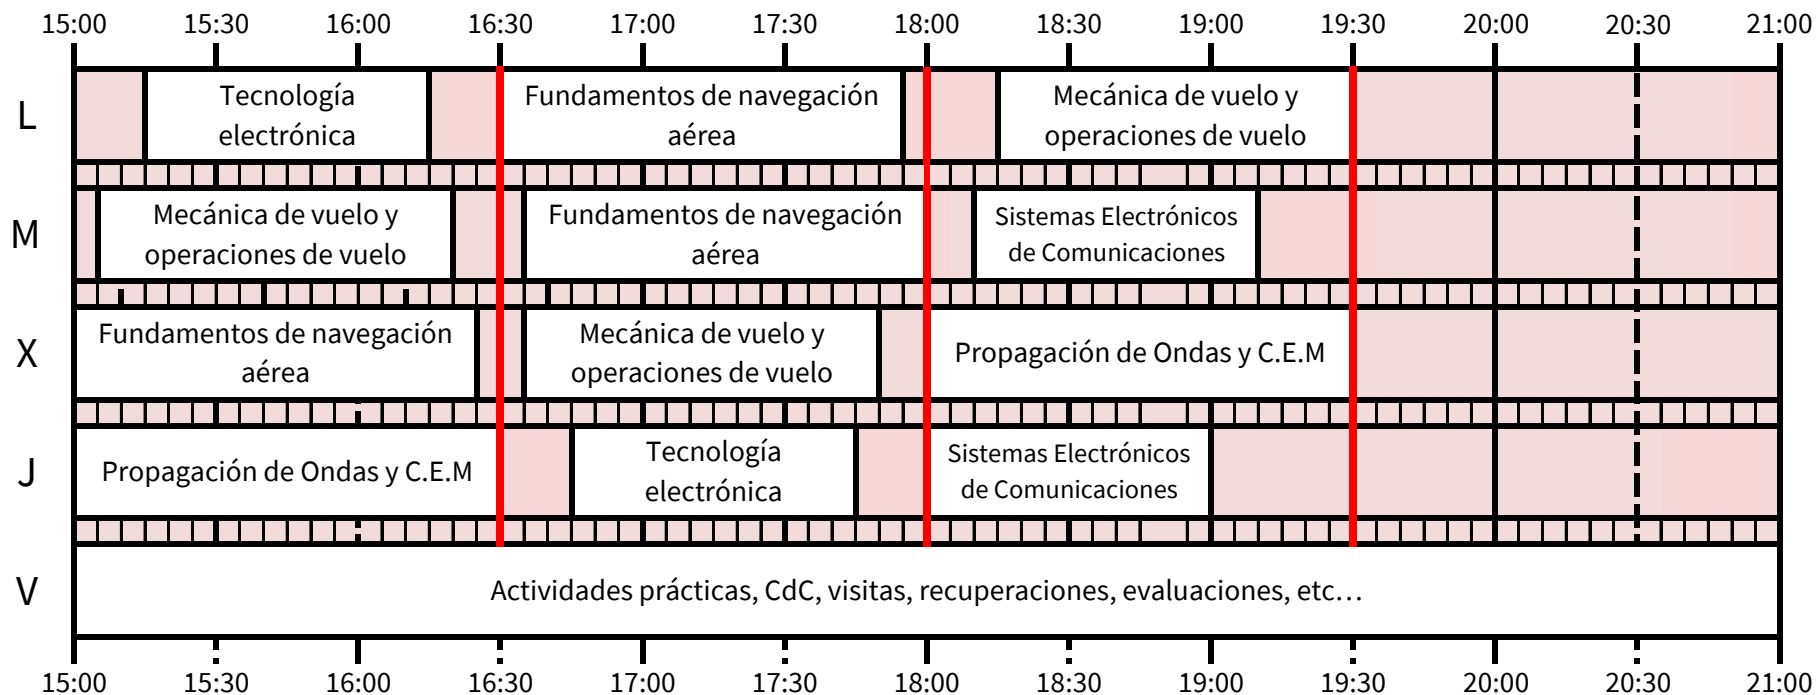 15:00 15:30 16:00 16:30 17:00 17:30 18:00 18:30 19:00 19:30 20:00 20:30 21:00
L
Tecnología
electrónica
Fundamentos de navegación
aérea
Mecánica de vuelo y
operaciones de vuelo
M
Mecánica de vuelo y
operaciones de vuelo
Fundamentos de navegación
aérea
Sistemas Electrónicos
de Comunicaciones
X
Fundamentos de navegación
aérea
Mecánica de vuelo y
operaciones de vuelo
Propagación de Ondas y C.E.M
J
Propagación de Ondas y C.E.M
Tecnología
electrónica
Sistemas Electrónicos
de Comunicaciones
V
Actividades prácticas, CdC, visitas, recuperaciones, evaluaciones, etc...
15:00 15:30 16:00 16:30 17:00 17:30 18:00 18:30 19:00 19:30 20:00 20:30 21:00